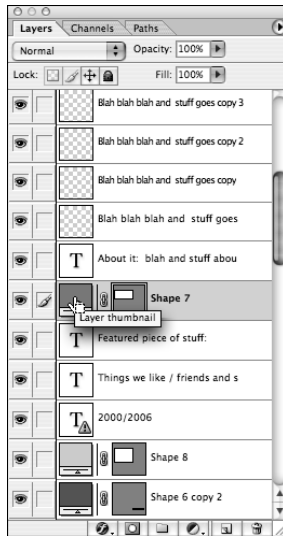 Layers Channels Paths
Normal Opacity: 100%
Lock: Fill: 100%
Blah blah blah and stuff goes copy 3
Blah blah blah and stuff goes copy 2
Blah blah blah and stuff goes copy
Blah blah blah and stuff goes
T About it: blah and stuff abou
Shape 7
Layer thumbnail
T Featured piece of stuff:
T Things we like / friends and s
T 2000/2006
Shape 8
Shape 6 copy 2